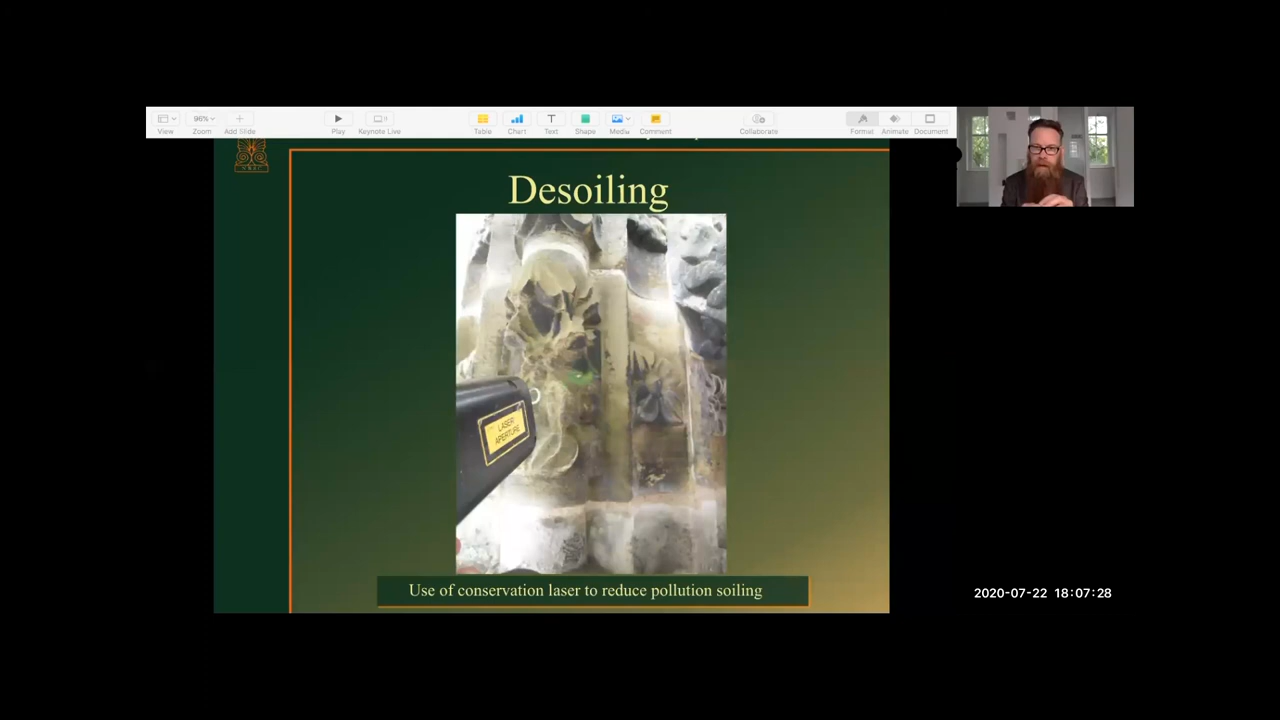 View
96%
Zoom
Add Slide
Play
Keynote Live
Table
Chart
Text
Shape
Media
Comment
Collaborate
Format
Animate
Document
Desoiling
LASER
APERTURE
Use of conservation laser to reduce pollution soiling
2020-07-22 18:07:28